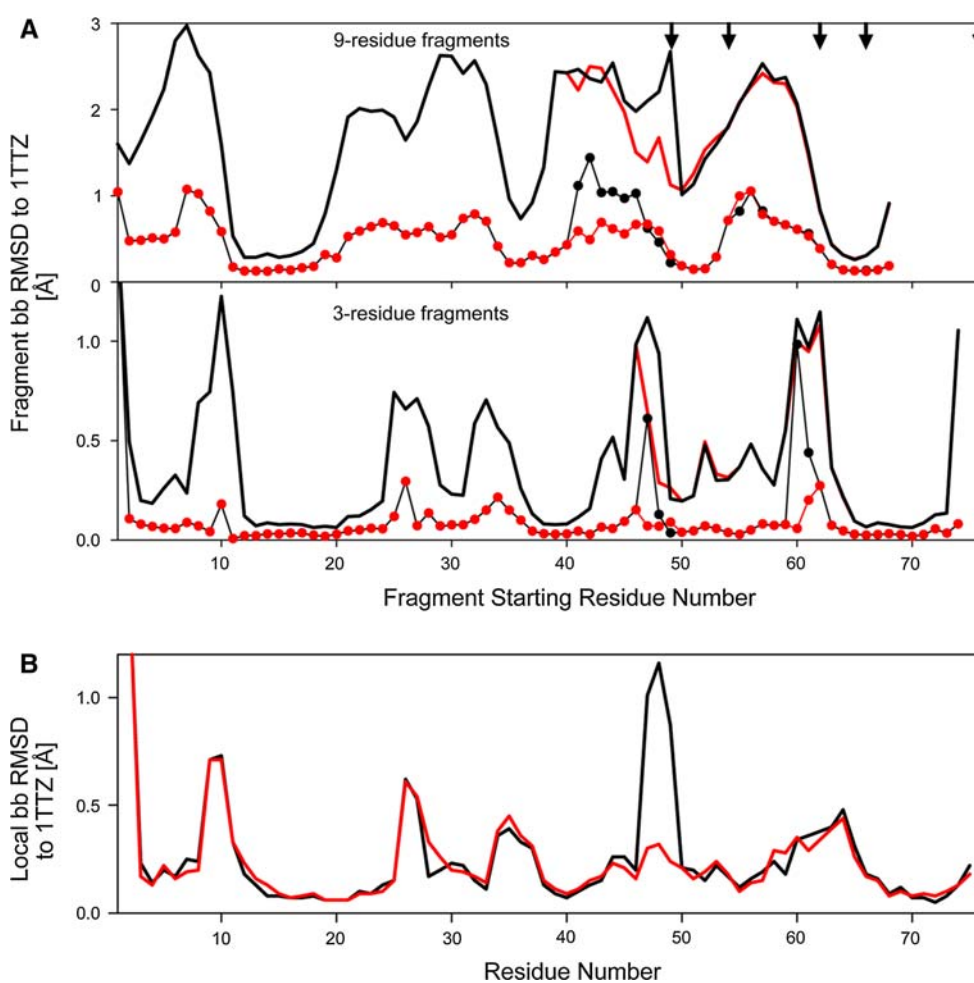 A
9-residue fragments
3
2
1
0
Fragment bb RMSD to 1TTZ
[Å]
3-residue fragments
1.0
0.5
0.0
10 20 30 40 50 60 70
Fragment Starting Residue Number
B
Local bb RMSD
to 1TTZ [Å]
1.0
0.5
0.0
10 20 30 40 50 60 70
Residue Number